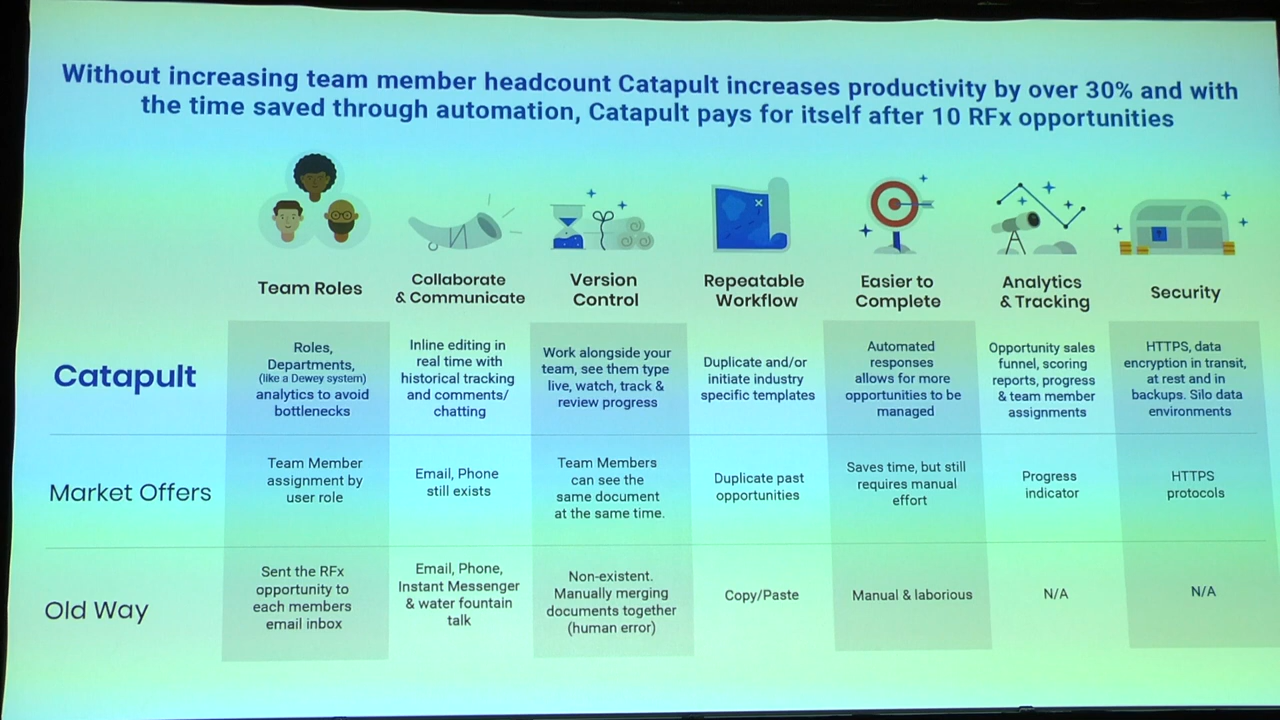 Without increasing team member headcount Catapult increases productivity by over 30% and with
the time saved through automation, Catapult pays for itself after 10 RFx opportunities
Team Roles
Collaborate
& Communicate
Version
Control
Repeatable
Workflow
Easier to
Complete
Analytics
& Tracking
Security
Catapult
Roles,
Departments,
(like a Dewey system)
analytics to avoid
bottlenecks
Inline editing in
real time with
historical tracking
and comments/
chatting
Work alongside your
team, see them type
live, watch, track &
review progress
Duplicate and/or
initiate industry
specific templates
Automated
responses
allows for more
opportunities to be
managed
Opportunity sales
funnel, scoring
reports, progress
& team member
assignments
HTTPS, data
encryption in transit,
at rest and in
backups. Silo data
environments
Market Offers
Team Member
assignment by
user role
Email, Phone
still exists
Team Members
can see the
same document
at the same time.
Duplicate past
opportunities
Saves time, but still
requires manual
effort
Progress
indicator
HTTPS
protocols
Old Way
Sent the RFx
opportunity to
each members
email inbox
Email, Phone,
Instant Messenger
& water fountain
talk
Non-existent.
Manually merging
documents together
(human error)
Copy/Paste
Manual & laborious
N/A
N/A